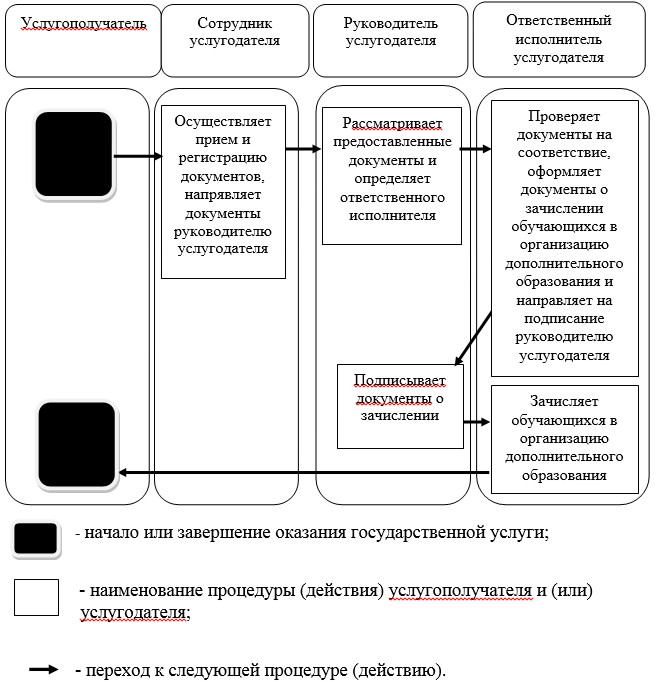 Услугополучатель
Сотрудник
услугодателя
Руководитель
услугодателя
Ответственный
исполнитель
услугодателя
Осуществляет
прием и
регистрацию
документов,
напрявляет
документы
руководителю
услугодателя
Рассматривает
предоставленные
документы и
определяет
ответственного
исполнителя
Проверяет
документы на
соответствие,
оформляет
документы о
зачислении
обучающихся в
организацию
дополнительного
образования и
направляет на
подписание
руководителю
услугодателя
Подписывает
документы о
зачислении
Зачисляет
обучающихся в
организацию
дополнительного
образования
- начало или завершение оказания государственной услуги;
- наименование процедуры (действия) услугополучателя и (или)
услугодателя;
- переход к следующей процедуре (действию).